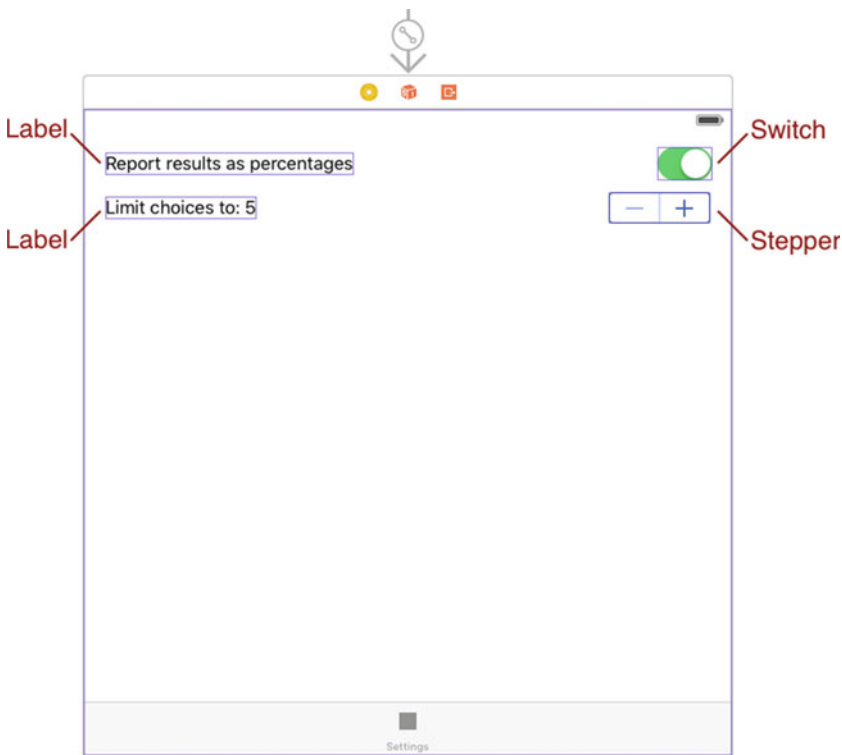 Label
Switch
Report results as percentages
Limit choices to: 5
Label
Stepper
Settings